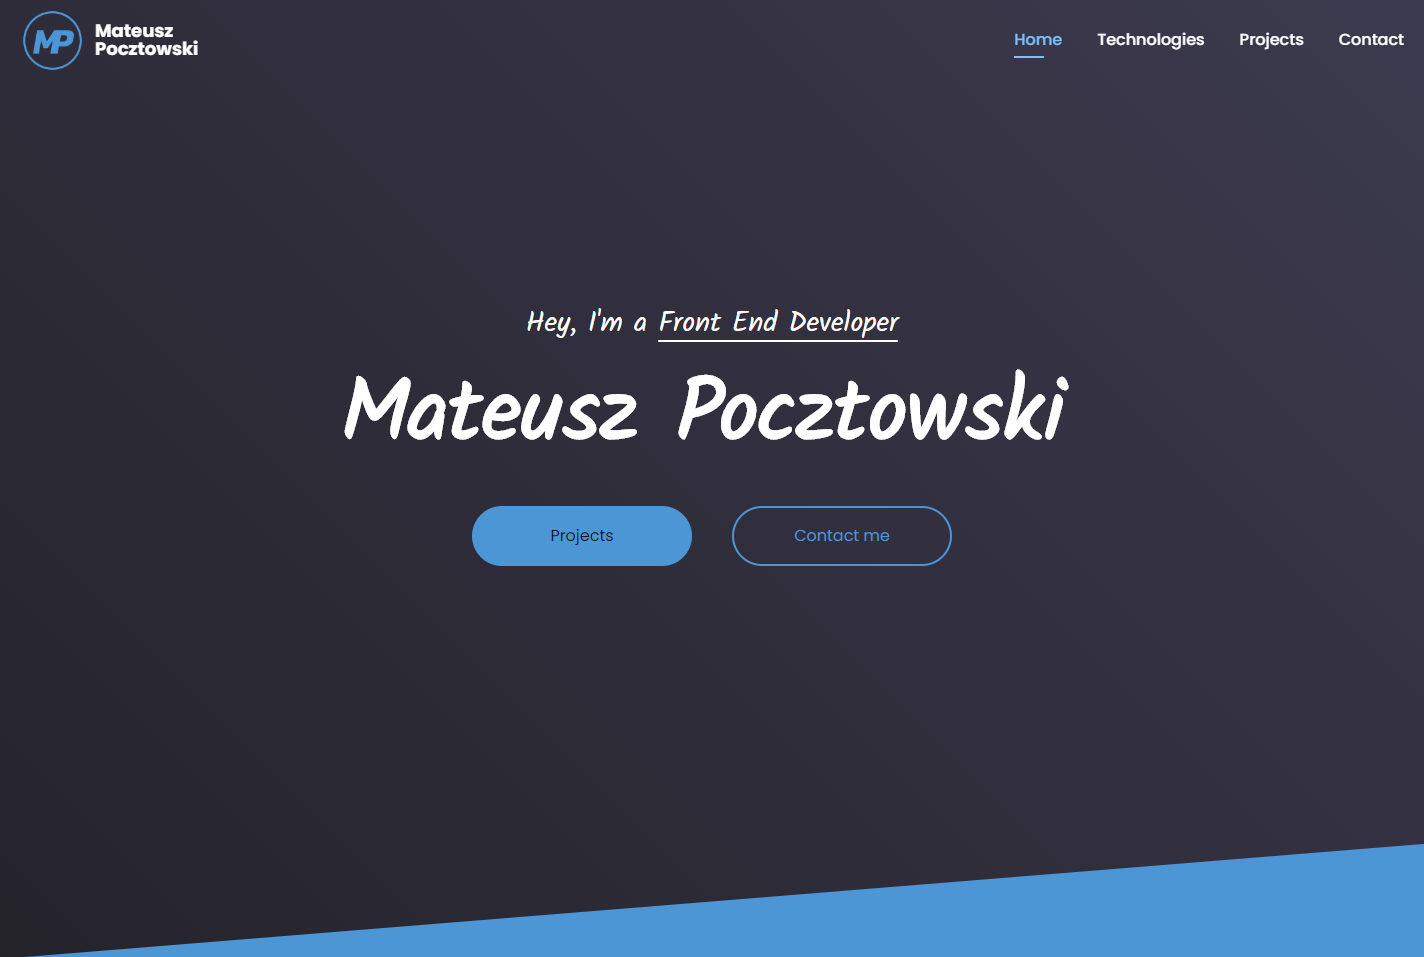 MP
Mateusz
Pocztowski
Home Technologies Projects Contact
Hey, I'm a Front End Developer
Mateusz Pocztowski
Projects Contact me